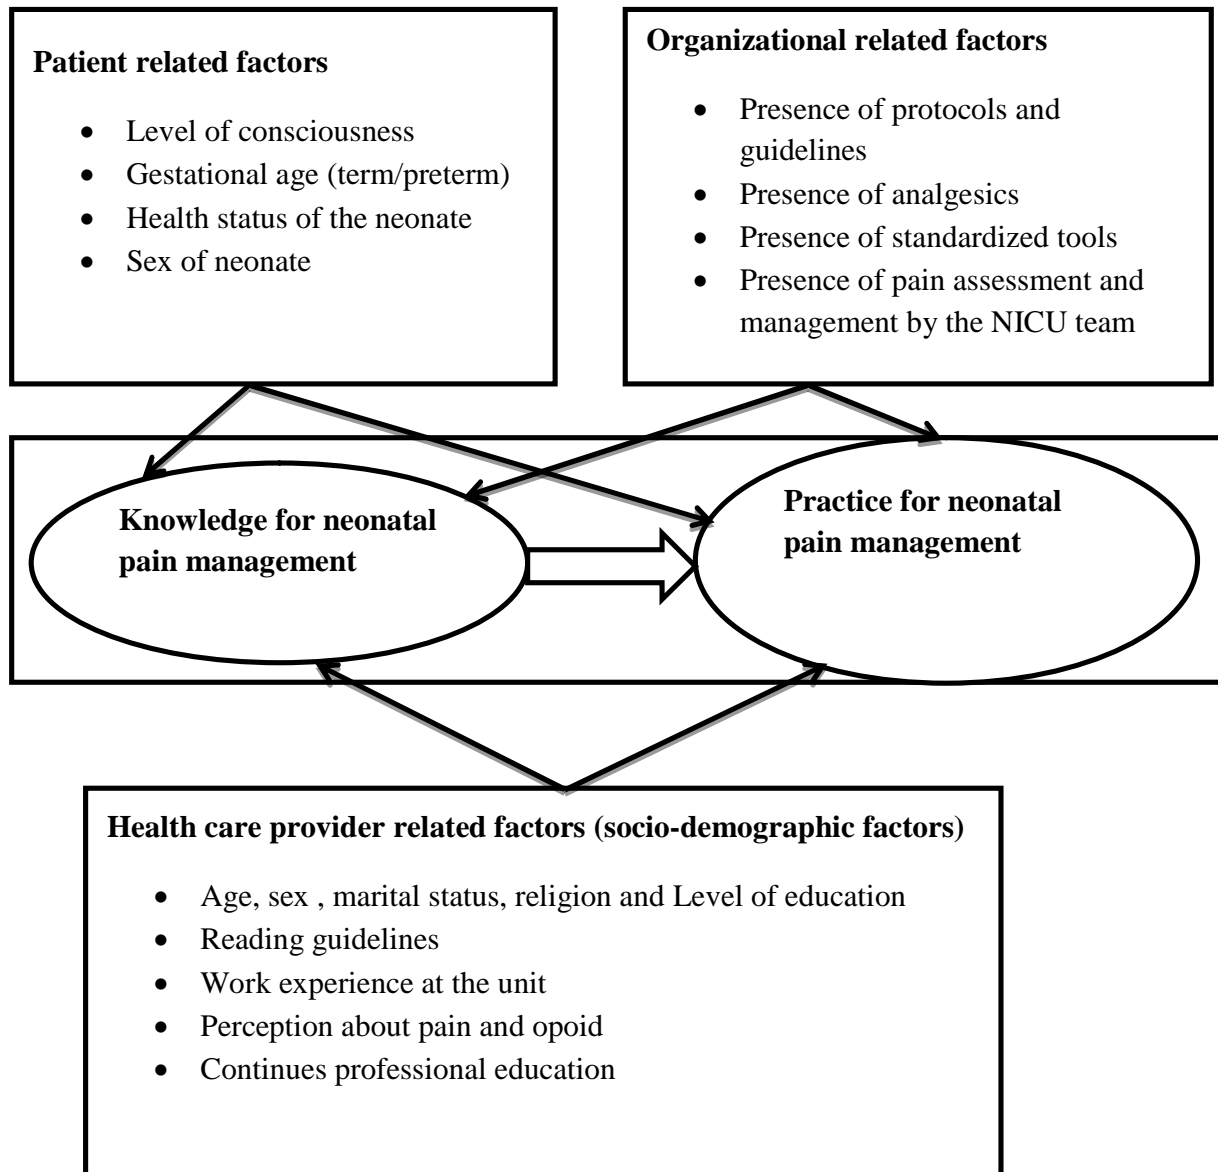 Patient related factors
• Level of consciousness
• Gestational age (term/preterm)
• Health status of the neonate
• Sex of neonate
Organizational related factors
• Presence of protocols and
guidelines
• Presence of analgesics
• Presence of standardized tools
• Presence of pain assessment and
management by the NICU team
Knowledge for neonatal
pain management
Practice for neonatal
pain management
Health care provider related factors (socio-demographic factors)
• Age, sex , marital status, religion and Level of education
• Reading guidelines
• Work experience at the unit
• Perception about pain and opoid
• Continues professional education